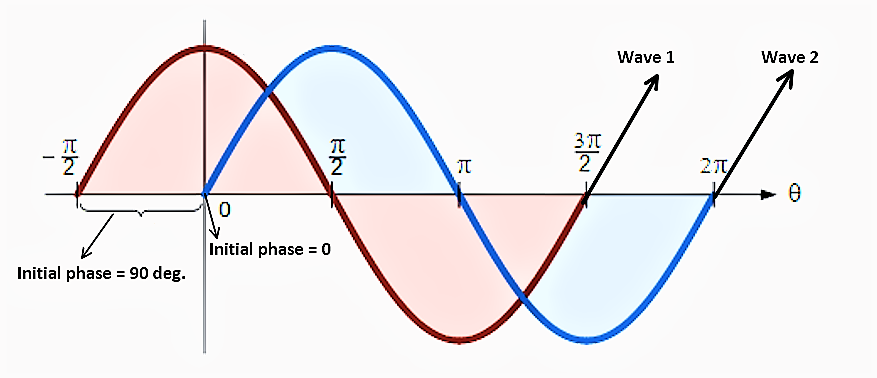 Wave 1
Wave 2
-π/2
π/2
π
3π/2
2π
θ
0
Initial phase = 0
Initial phase = 90 deg.